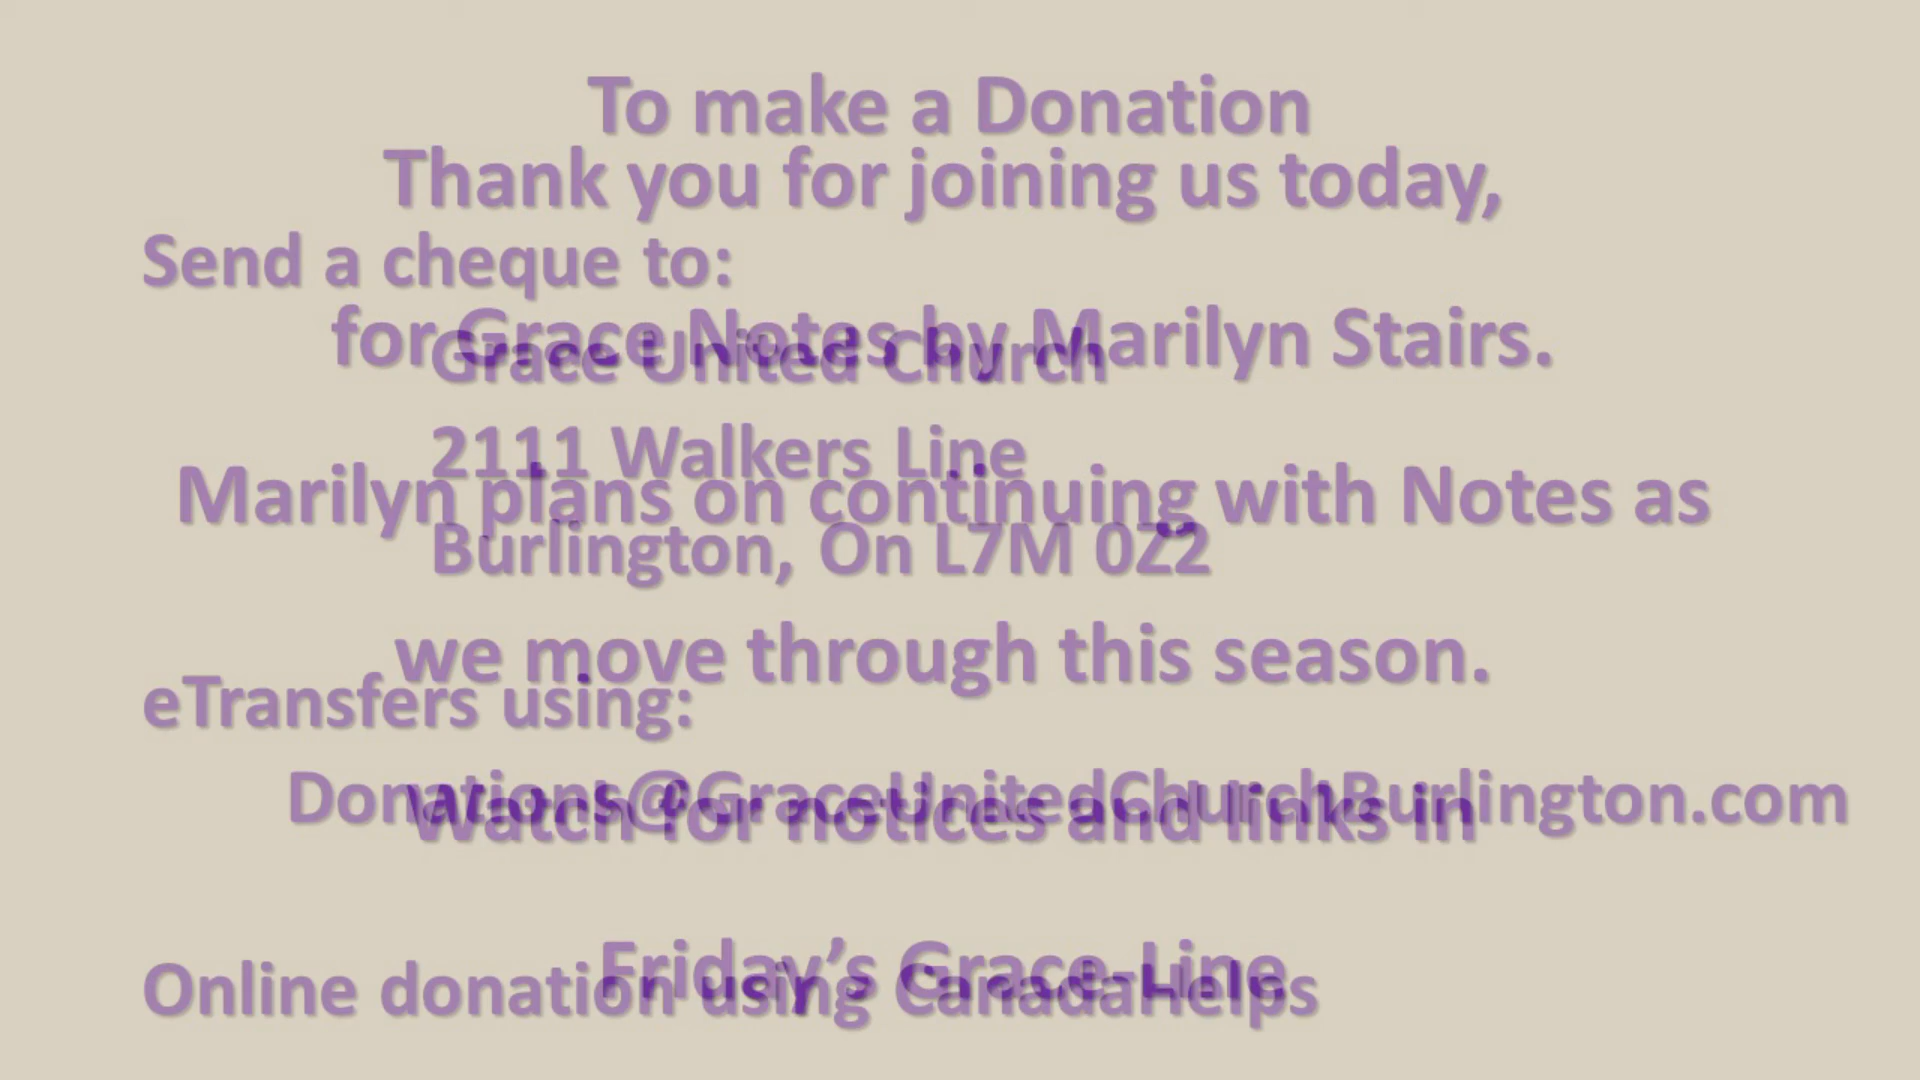 To make a Donation
Thank you for joining us today,
Send a cheque to:
for Grace Notes by Marilyn Stairs.
Grace United Church
2111 Walkers Line
Marilyn plans on continuing with Notes as
Burlington, On L7M 0Z2
we move through this season.
eTransfers using:
Donations@GraceUnitedChurchBurlington.com
Watch for notices and links in
Friday’s Grace-Line
Online donation using CanadaHelps